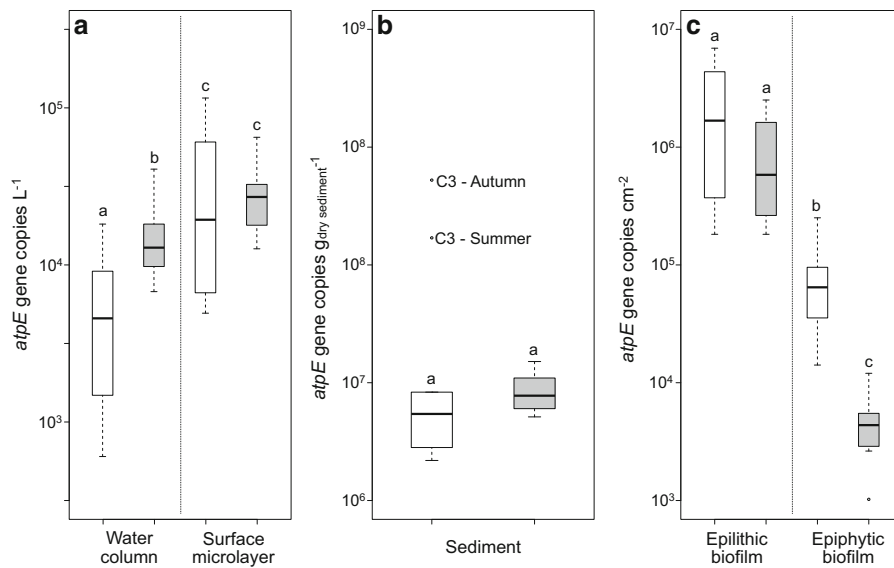 a
atpE gene copies L-1
10^5
10^4
10^3
a
b
c
c
Water column
Surface microlayer
b
atpE gene copies gdry sediment-1
10^9
10^8
10^8
10^7
10^6
C3 - Autumn
C3 - Summer
a
a
Sediment
c
atpE gene copies cm-2
10^7
10^6
10^5
10^4
10^3
a
a
b
c
Epilithic biofilm
Epiphytic biofilm